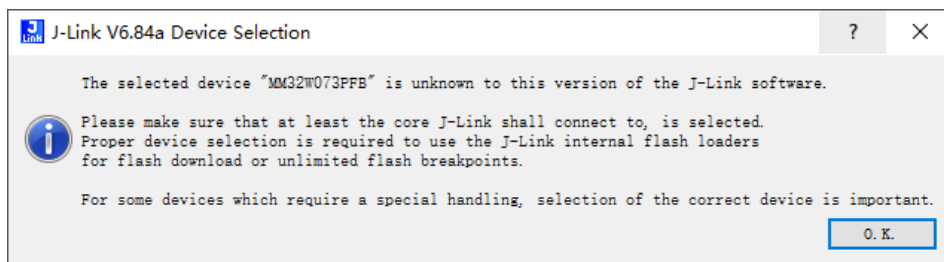 J-Link V6.84a Device Selection
The selected device "MM32W073PFB" is unknown to this version of the J-Link software.
Please make sure that at least the core J-Link shall connect to, is selected.
Proper device selection is required to use the J-Link internal flash loaders
for flash download or unlimited flash breakpoints.
For some devices which require a special handling, selection of the correct device is important.
O.K.